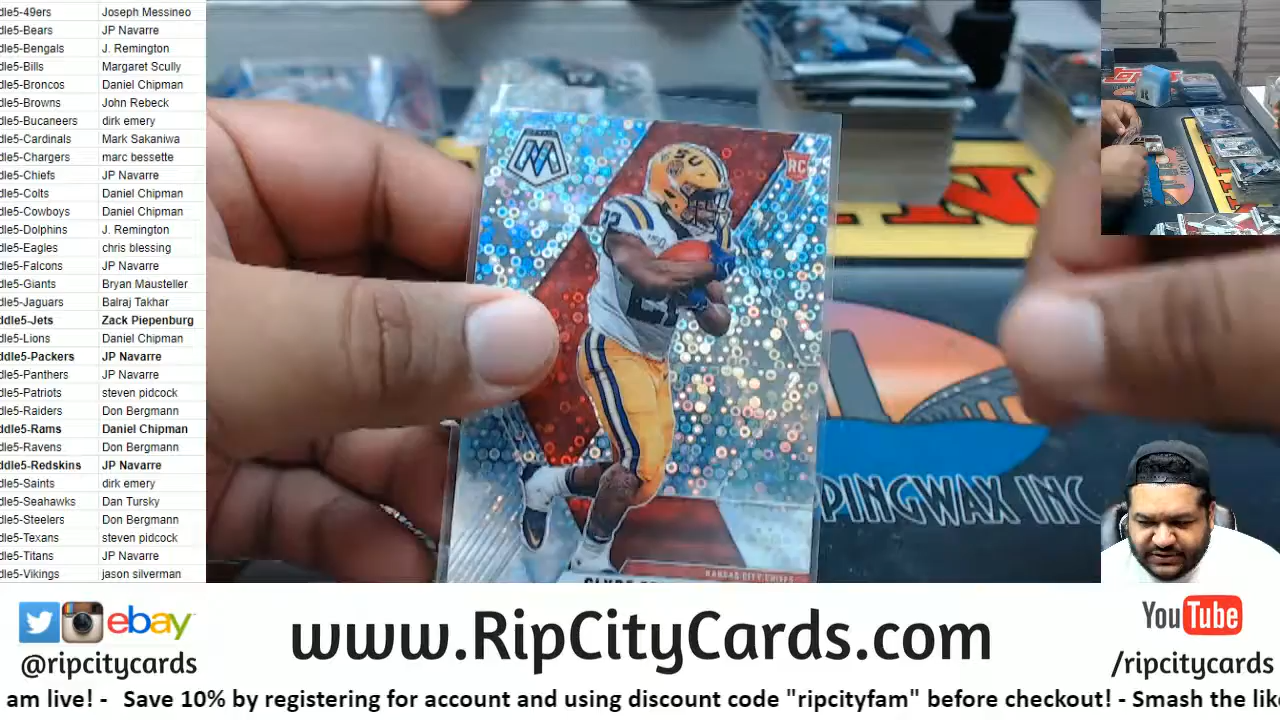 dle5-49ers Joseph Messineo
dle5-Bears JP Navarre
dle5-Bengals J. Remington
dle5-Bills Margaret Scully
dle5-Broncos Daniel Chipman
dle5-Browns John Rebeck
dle5-Bucaneers dirk emery
dle5-Cardinals Mark Sakaniwa
dle5-Chargers marc bessette
dle5-Chiefs JP Navarre
dle5-Colts Daniel Chipman
dle5-Cowboys Daniel Chipman
dle5-Dolphins J. Remington
dle5-Eagles chris blessing
dle5-Falcons JP Navarre
dle5-Giants Bryan Mausteller
dle5-Jaguars Balraj Takhar
ddle5-Jets Zack Piepenburg
dle5-Lions Daniel Chipman
ddle5-Packers JP Navarre
dle5-Panthers JP Navarre
dle5-Patriots steven pidcock
dle5-Raiders Don Bergmann
ddle5-Rams Daniel Chipman
dle5-Ravens Don Bergmann
ddle5-Redskins JP Navarre
dle5-Saints dirk emery
dle5-Seahawks Dan Tursky
dle5-Steelers Don Bergmann
dle5-Texans steven pidcock
dle5-Titans JP Navarre
dle5-Vikings jason silverman
RC
KANSAS CITY CHIEFS
PPINGWAX INC
ebay
@ripcitycards
www.RipCityCards.com
YouTube
/ripcitycards
am live! - Save 10% by registering for account and using discount code "ripcityfam" before checkout! - Smash the like